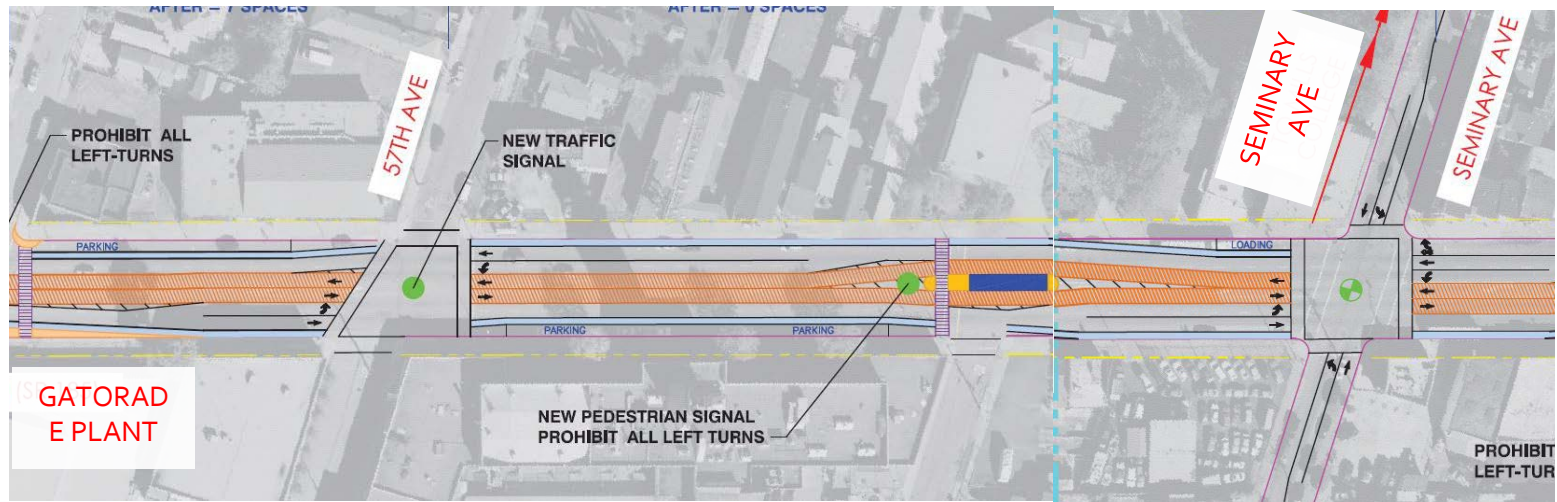 AFTER = 7 SPACES
AFTER = 0 SPACES
PROHIBIT ALL
LEFT-TURNS
57TH AVE
NEW TRAFFIC
SIGNAL
SEMINARY
AVE
SEMINARY AVE
PARKING
LOADING
PARKING
PARKING
GATORAD
E PLANT
NEW PEDESTRIAN SIGNAL
PROHIBIT ALL LEFT TURNS
PROHIBIT
LEFT-TUR